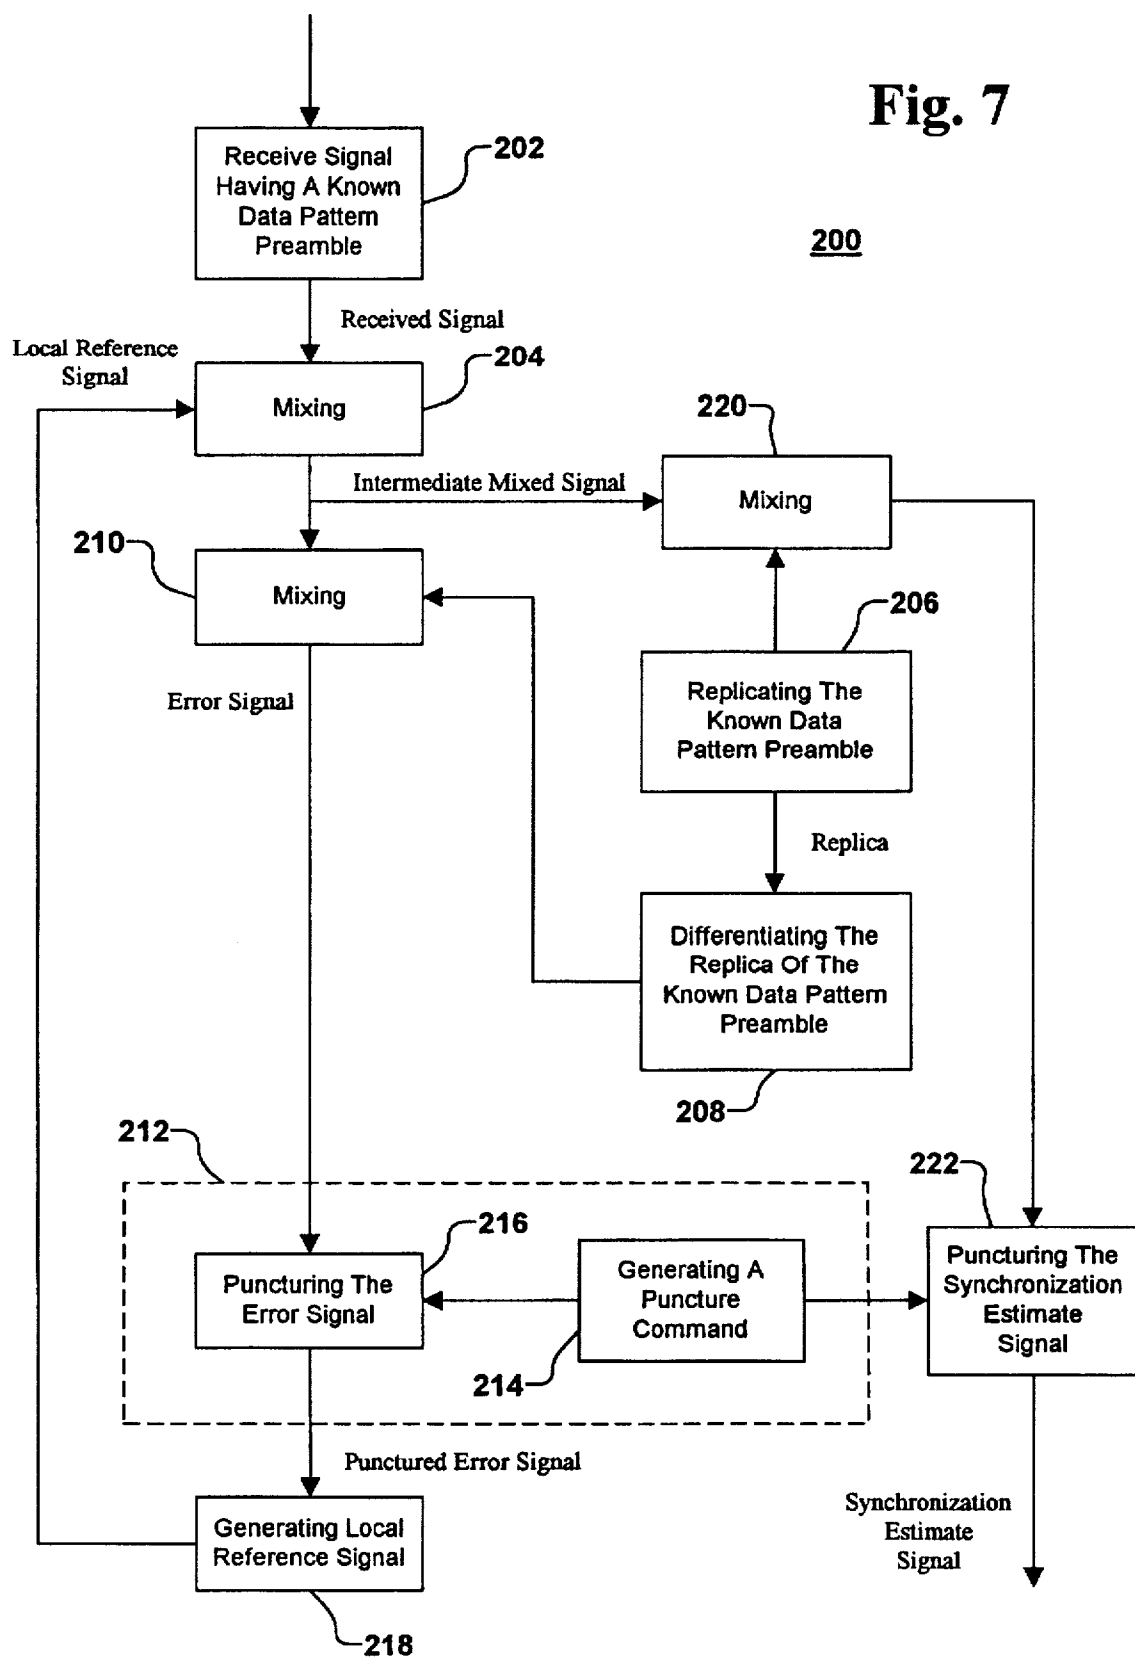 Fig. 7
200
202
Receive Signal
Having A Known
Data Pattern
Preamble
Received Signal
Local Reference
Signal
204
Mixing
220
Intermediate Mixed Signal
Mixing
210
Mixing
206
Error Signal
Replicating The
Known Data
Pattern Preamble
Replica
Differentiating The
Replica Of The
Known Data Pattern
Preamble
208
212
222
216
Puncturing The
Error Signal
Generating A
Puncture
Command
214
Puncturing The
Synchronization
Estimate
Signal
Punctured Error Signal
Generating Local
Reference Signal
218
Synchronization
Estimate
Signal